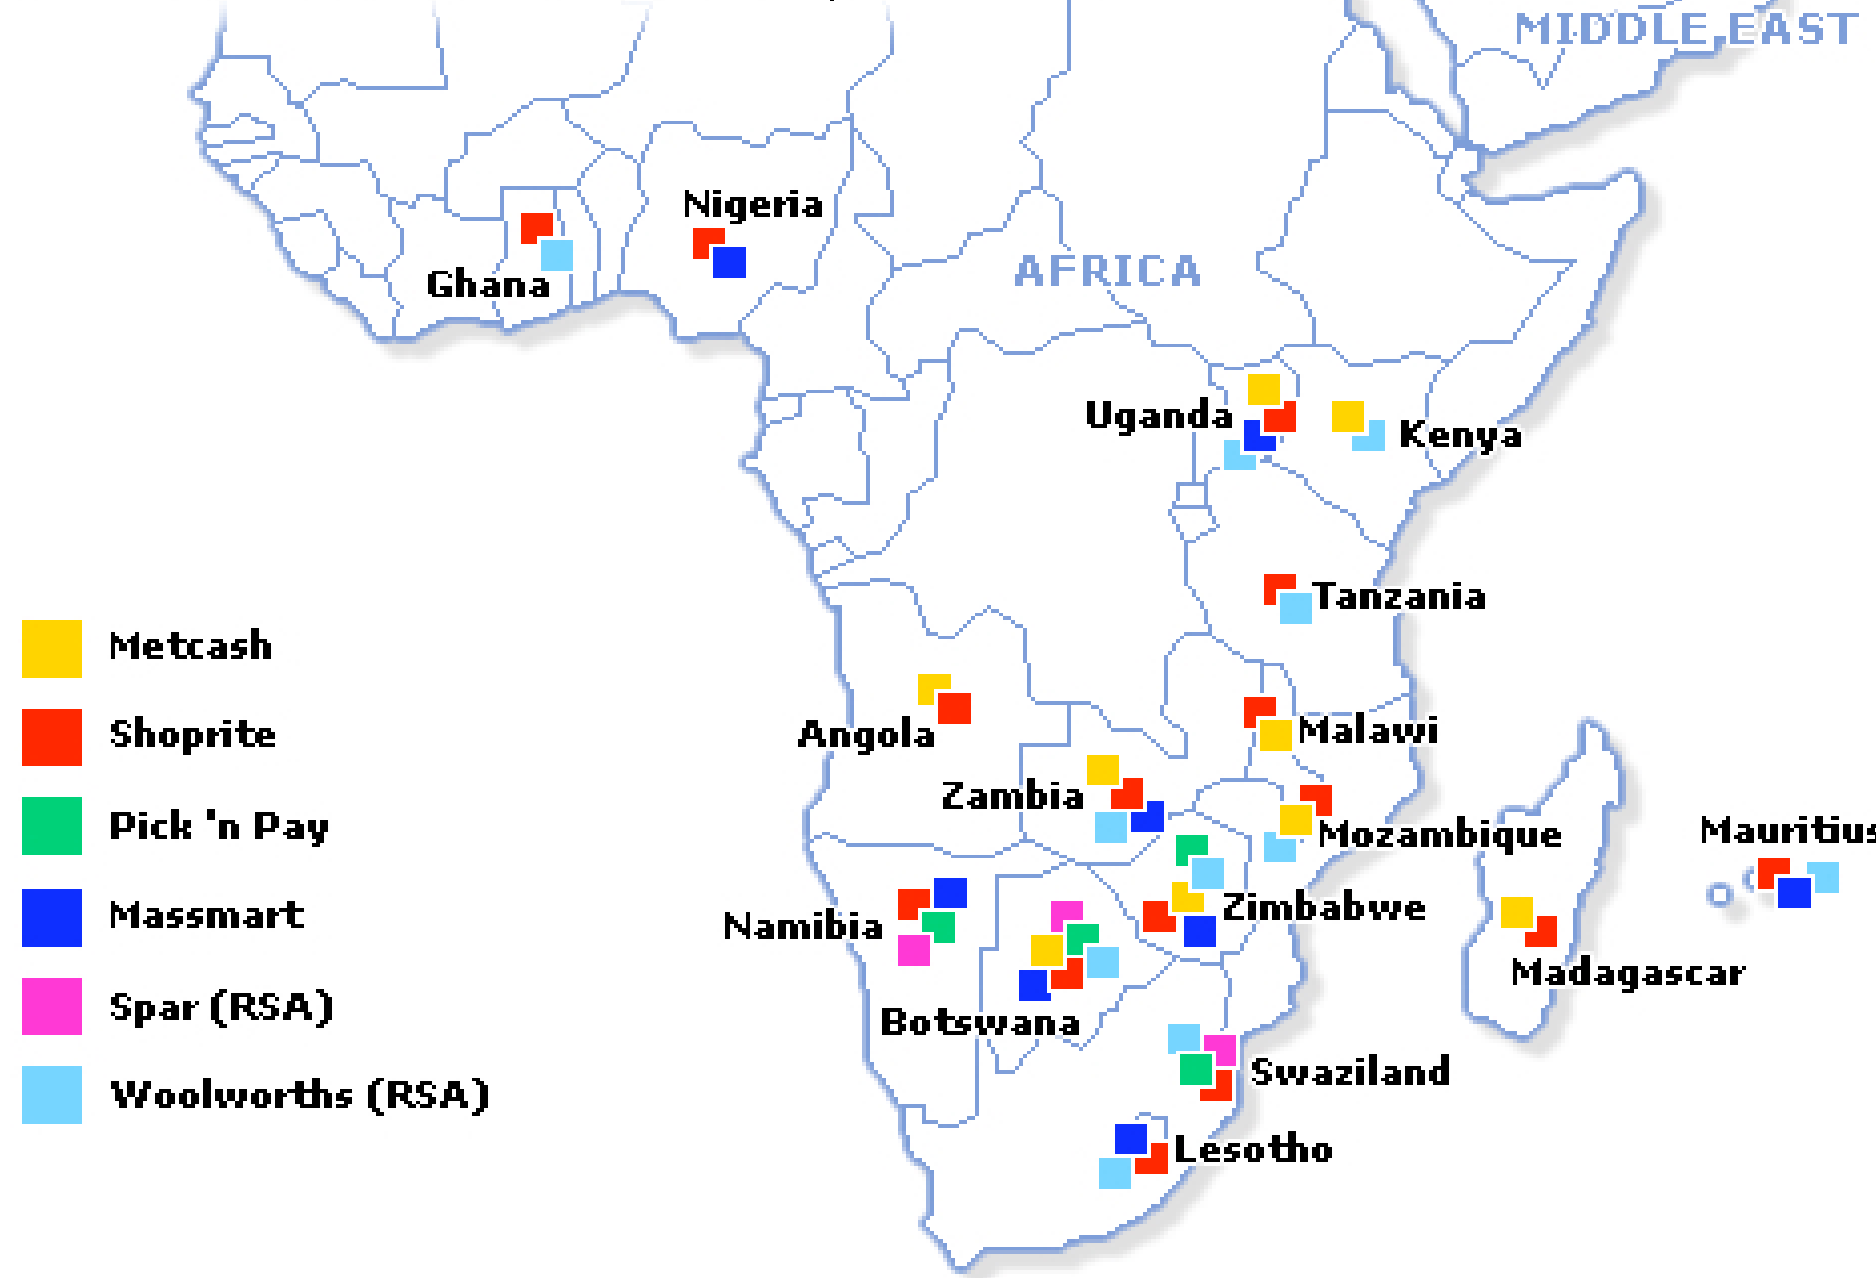 MIDDLE EAST
Nigeria
Ghana
AFRICA
Uganda
Kenya
Tanzania
Metcash
Shoprite
Pick 'n Pay
Massmart
Spar (RSA)
Woolworths (RSA)
Angola
Malawi
Zambia
Mozambique
Mauritius
Zimbabwe
Namibia
Madagascar
Botswana
Swaziland
Lesotho